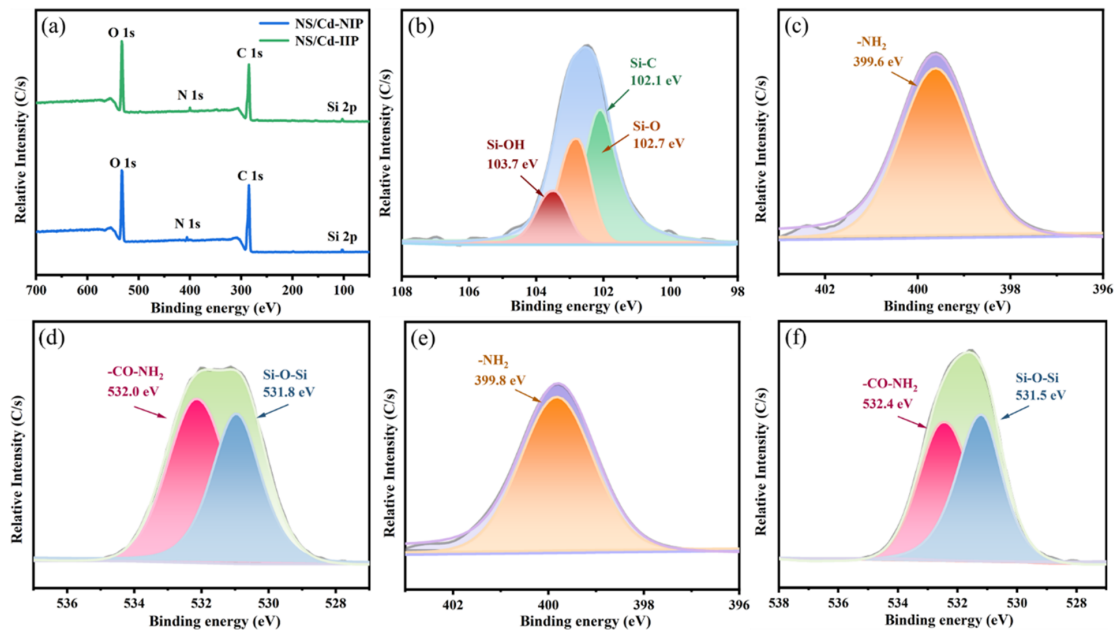 (a)
NS/Cd-NIP
NS/Cd-IIP
O 1s
C 1s
N 1s
Si 2p
O 1s
C 1s
N 1s
Si 2p
Relative Intensity (C/s)
700 600 500 400 300 200 100
Binding energy (eV)
(b)
Si-C
102.1 eV
Si-O
102.7 eV
Si-OH
103.7 eV
Relative Intensity (C/s)
108 106 104 102 100 98
Binding energy (eV)
(c)
-NH₂
399.6 eV
Relative Intensity (C/s)
402 400 398 396
Binding energy (eV)
(d)
-CO-NH₂
532.0 eV
Si-O-Si
531.8 eV
Relative Intensity (C/s)
536 534 532 530 528
Binding energy (eV)
(e)
-NH₂
399.8 eV
Relative Intensity (C/s)
402 400 398 396
Binding energy (eV)
(f)
-CO-NH₂
532.4 eV
Si-O-Si
531.5 eV
Relative Intensity (C/s)
538 536 534 532 530 528
Binding energy (eV)